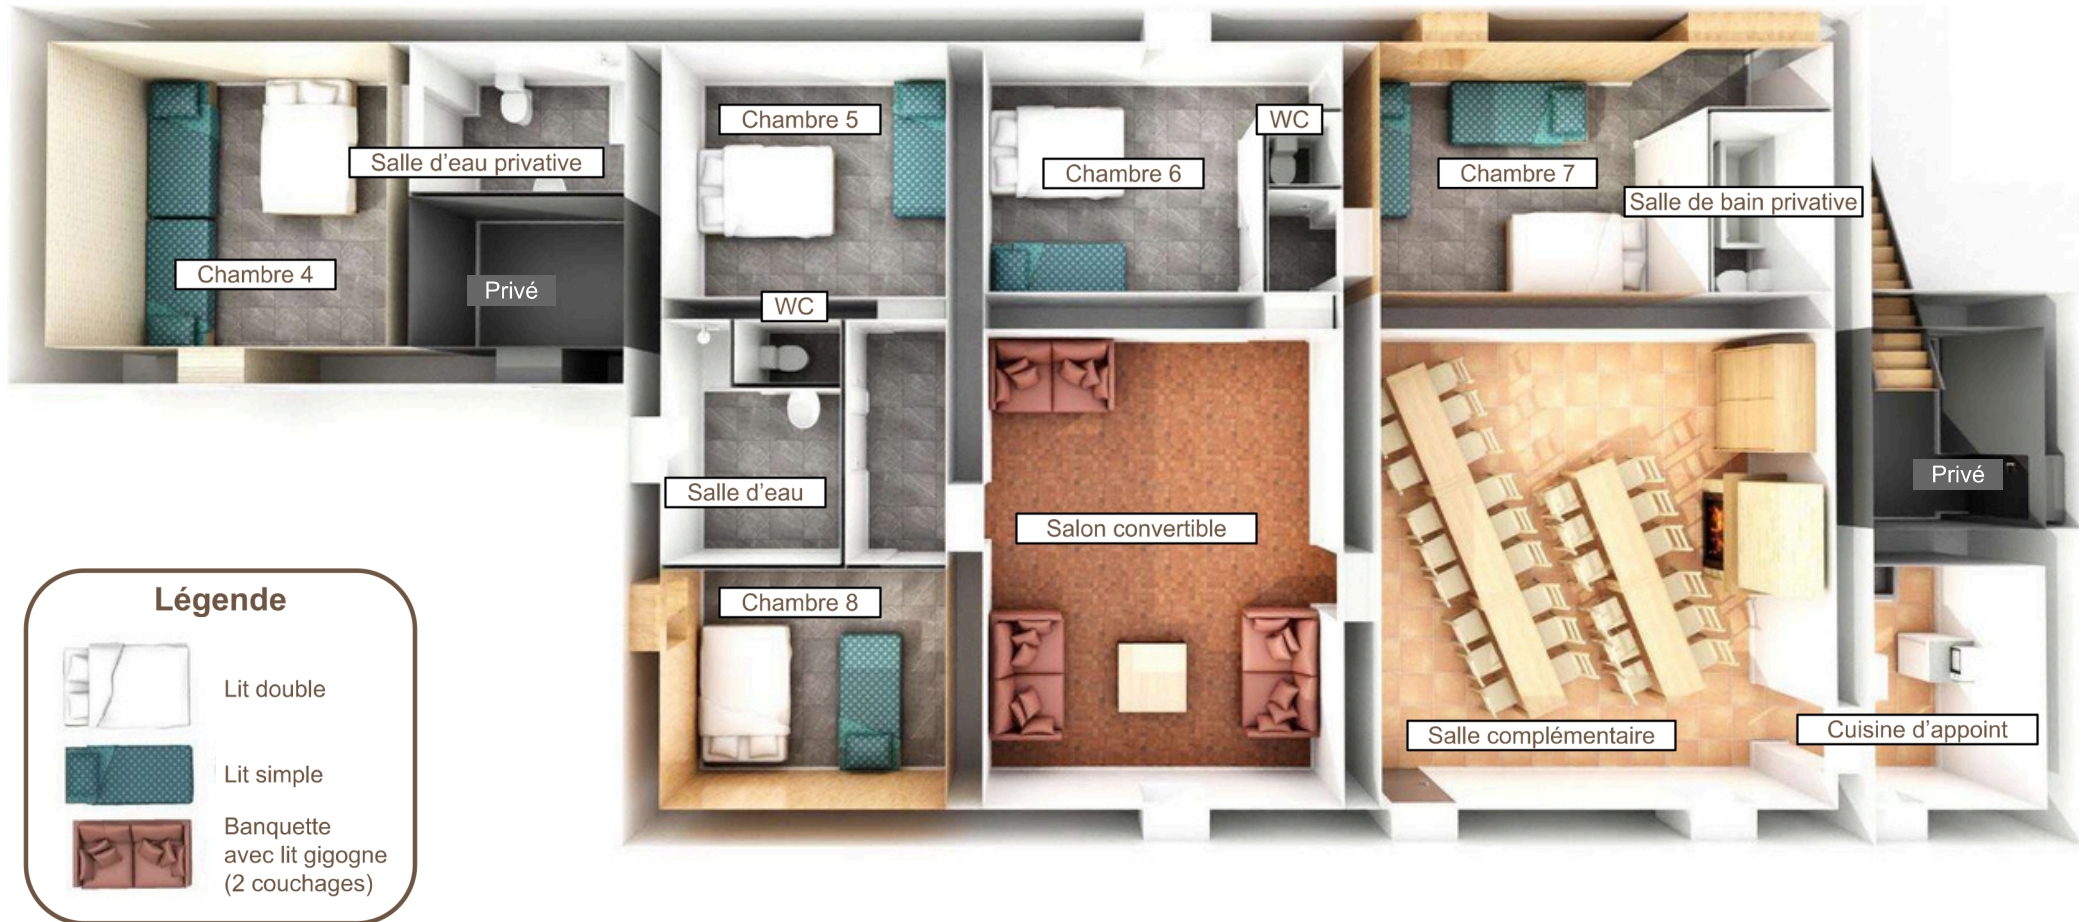 Chambre 5
WC
Salle d'eau privative
Chambre 6
Chambre 7
Salle de bain privative
Chambre 4
Privé
WC
Salle d'eau
Salon convertible
Privé
Chambre 8
Salle complémentaire
Cuisine d'appoint
Légende
Lit double
Lit simple
Banquette
avec lit gigogne
(2 couchages)